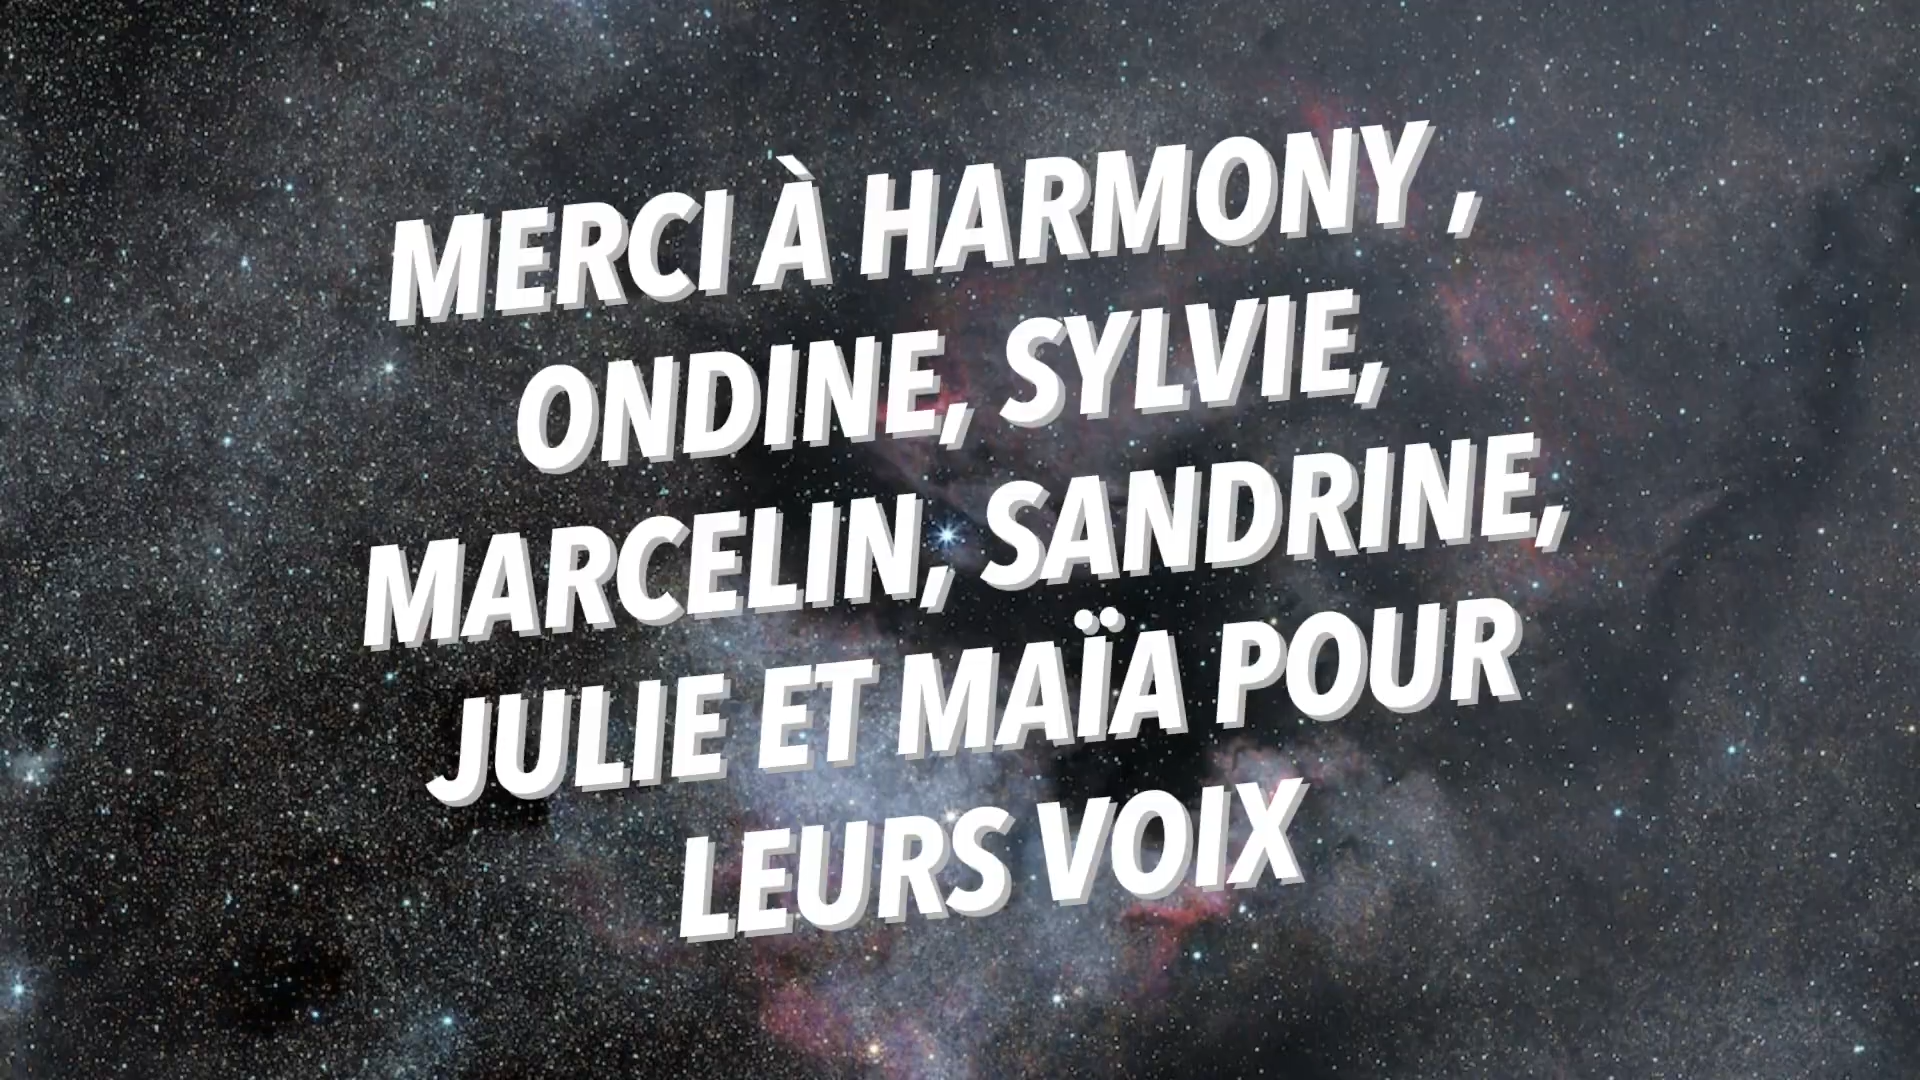 MERCI À HARMONY ,
ONDINE, SYLVIE,
MARCELIN, SANDRINE,
JULIE ET MAÏA POUR
LEURS VOIX